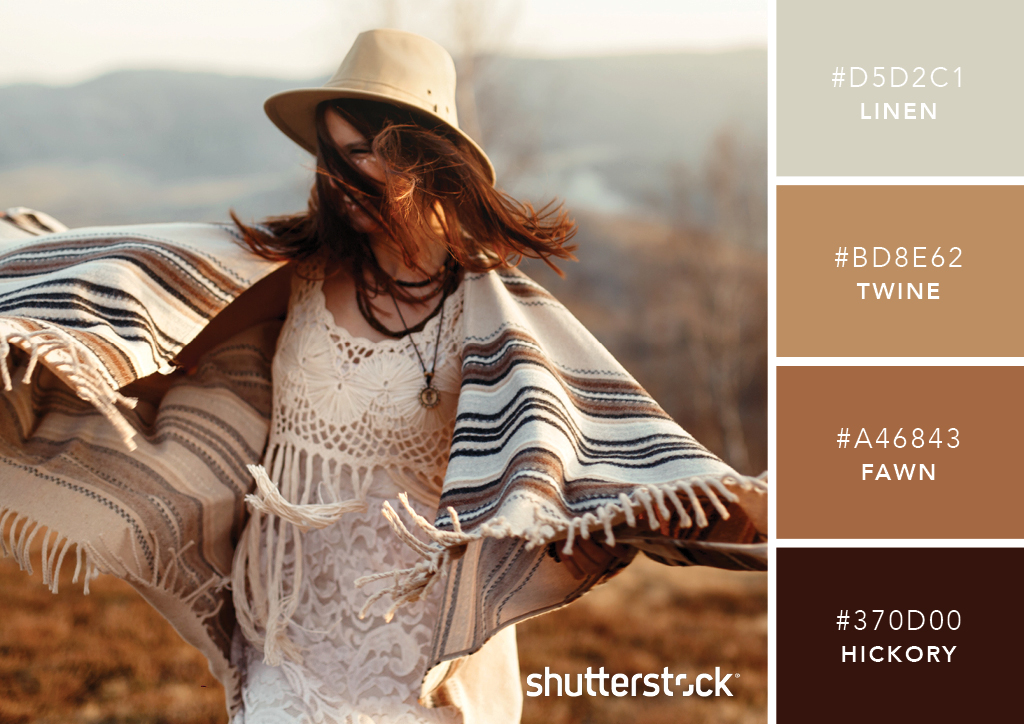 #D5D2C1
LINEN
#BD8E62
TWINE
#A46843
FAWN
#370D00
HICKORY
shutterstock®